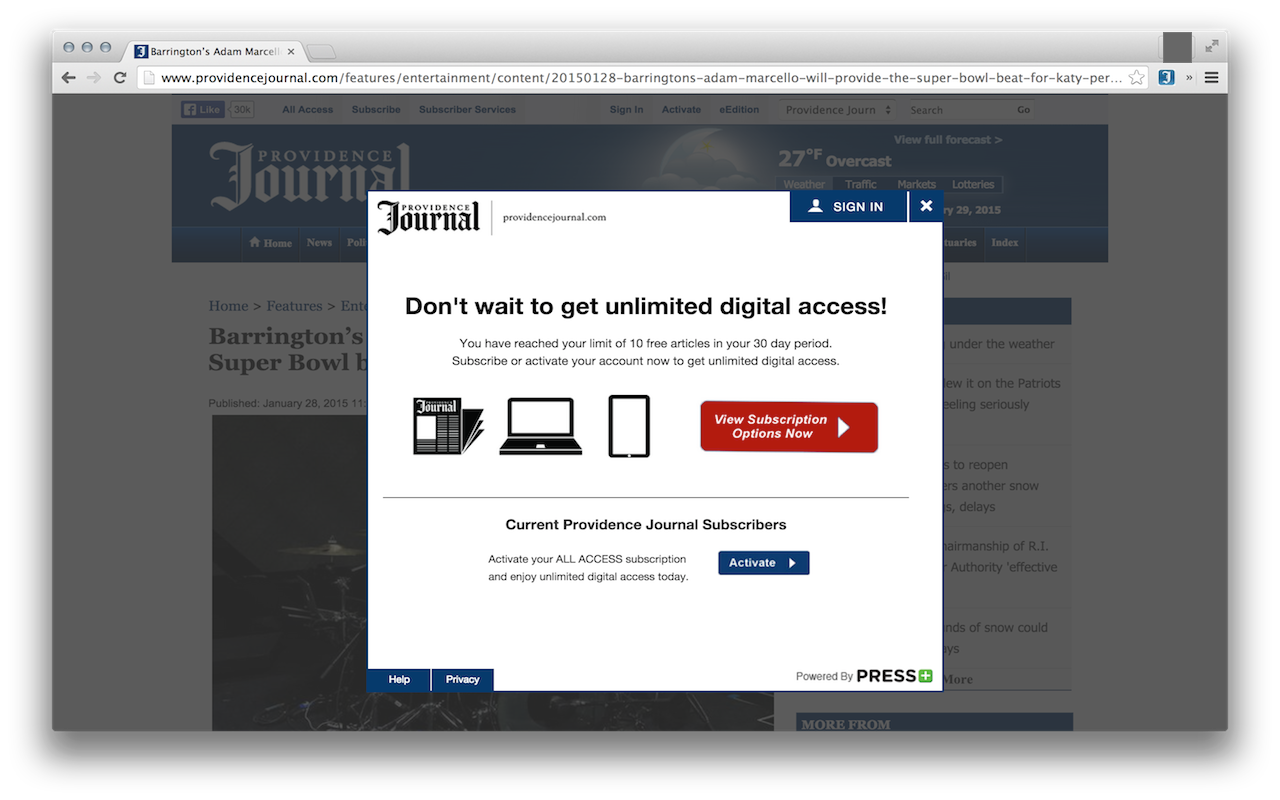 Barrington's Adam Marcell
www.providencejournal.com/features/entertainment/content/20150128-barringtons-adam-marcello-will-provide-the-super-bowl-beat-for-katy-per...
Like 30k All Access Subscribe Subscriber Services Sign In Activate eEdition Providence Journ Search Go
View full forecast >
PROVIDENCE
Journal
27°F Overcast
Weather Traffic Markets Lotteries
ry 29, 2015
Home News Poli
tuaries Index
PROVIDENCE
Journal
providencejournal.com
SIGN IN
Don't wait to get unlimited digital access!
You have reached your limit of 10 free articles in your 30 day period.
Subscribe or activate your account now to get unlimited digital access.
Journal
View Subscription
Options Now
Current Providence Journal Subscribers
Activate your ALL ACCESS subscription
and enjoy unlimited digital access today.
Activate
Help Privacy
Powered By PRESS+
Home > Features > Ente
Barrington's
Super Bowl b
Published: January 28, 2015 11:
under the weather
iew it on the Patriots
eeling seriously
s to reopen
ers another snow
s, delays
hairmanship of R.I.
r Authority 'effective
nds of snow could
ays
More
MORE FROM